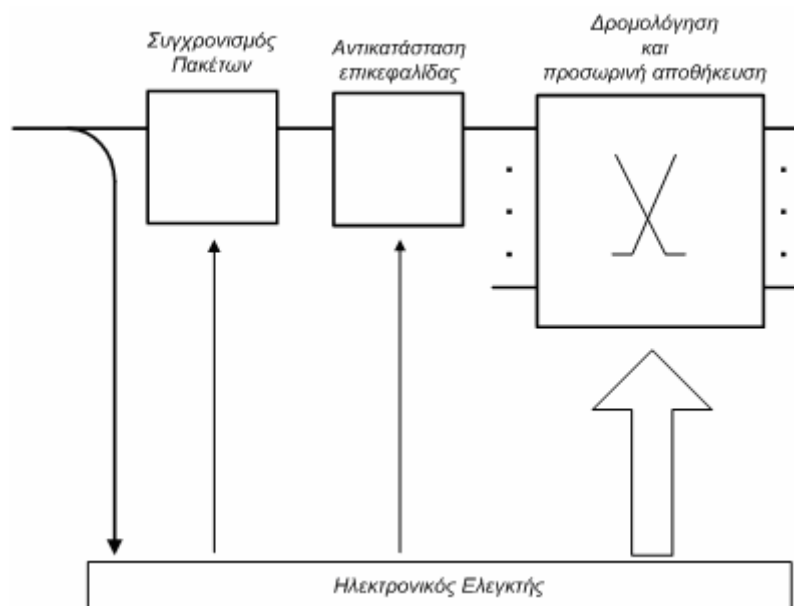 Συγχρονισμός
Πακέτων
Αντικατάσταση
επικεφαλίδας
Δρομολόγηση
και
προσωρινή αποθήκευση
Ηλεκτρονικός Ελεγκτής